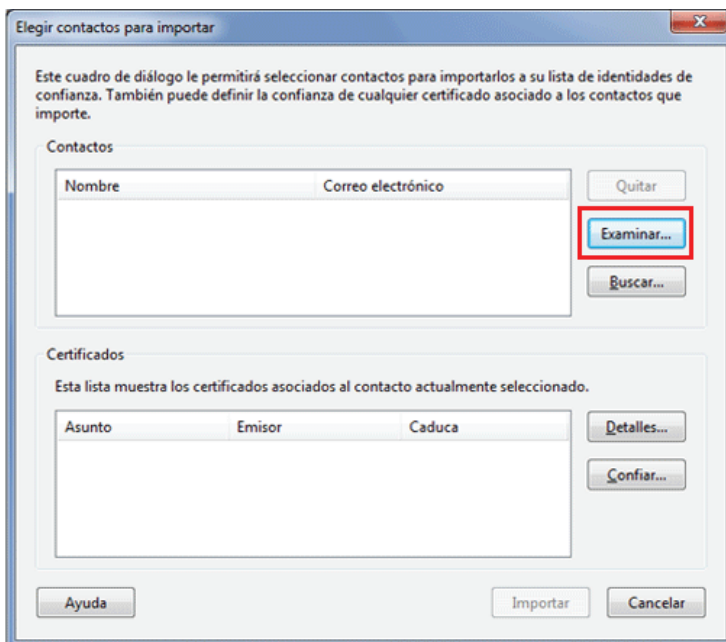 Elegir contactos para importar
Este cuadro de diálogo le permitirá seleccionar contactos para importarlos a su lista de identidades de
confianza. También puede definir la confianza de cualquier certificado asociado a los contactos que
importe.
Contactos
Nombre Correo electrónico
Quitar
Examinar...
Buscar...
Certificados
Esta lista muestra los certificados asociados al contacto actualmente seleccionado.
Asunto Emisor Caduca
Detalles...
Confiar...
Ayuda Importar Cancelar